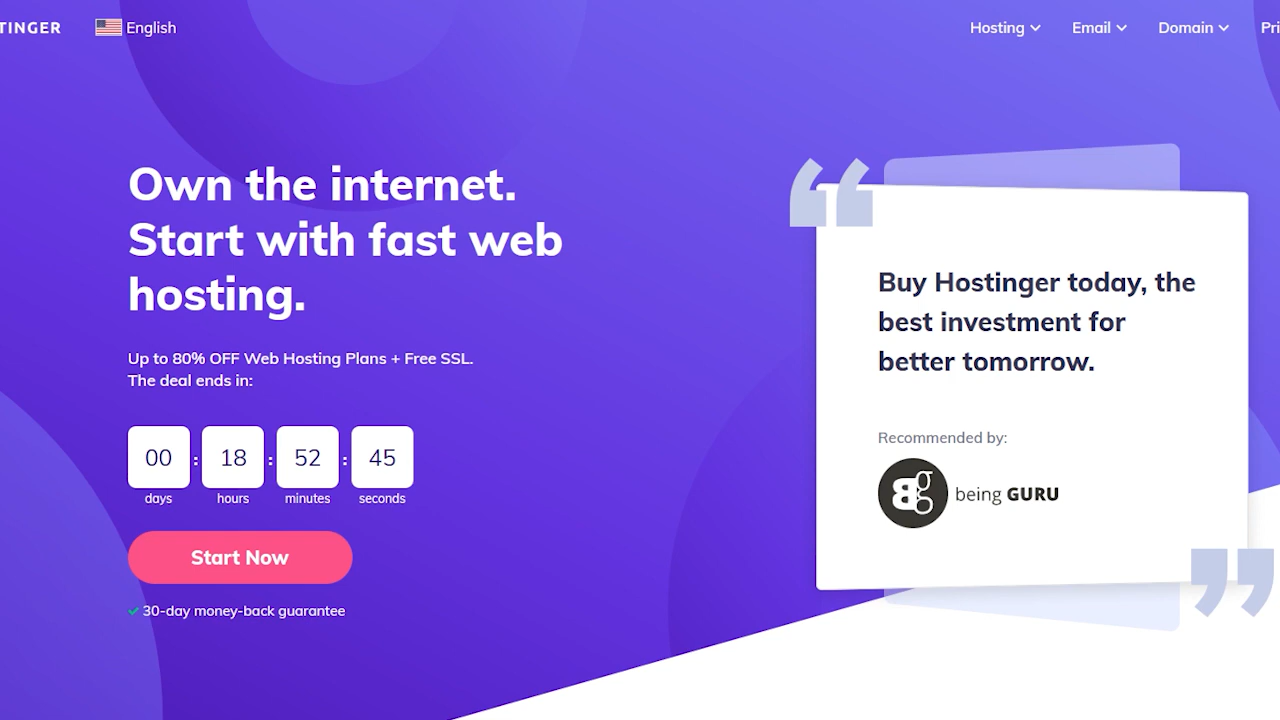 TINGER
English
Hosting
Email
Domain
Own the internet.
Start with fast web
hosting.
Up to 80% OFF Web Hosting Plans + Free SSL.
The deal ends in:
00 : 18 : 52 : 45
days hours minutes seconds
Start Now
30-day money-back guarantee
“
Buy Hostinger today, the
best investment for
better tomorrow.
Recommended by:
Bg being GURU
”